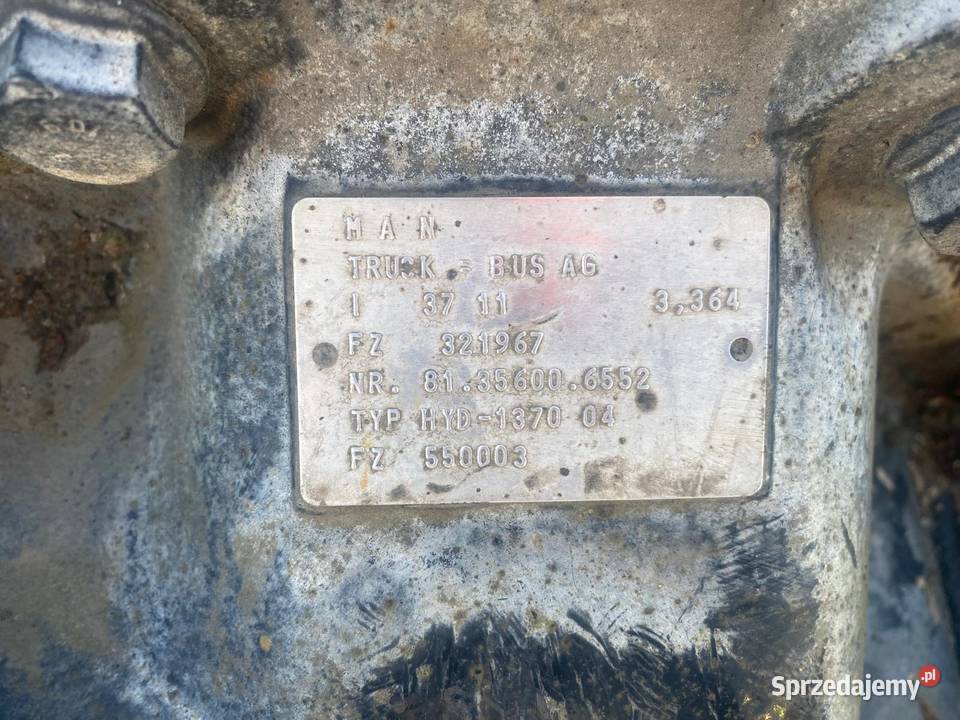 MAN
TRUCK - BUS AG
I 37 11 3,364
FZ 321967
NR. 81.35600.6552
TYP HYD-1370 04
FZ 550003
Sprzedajemy.pl